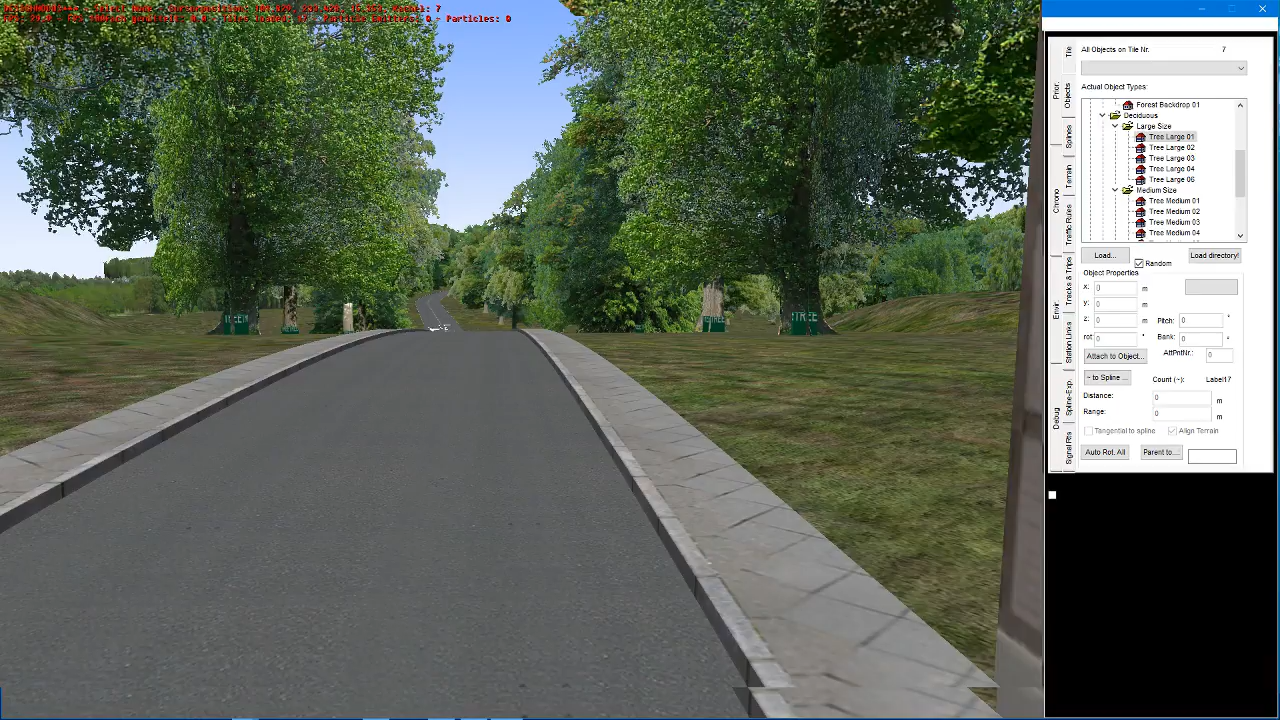 All Objects on Tile Nr.
7
Actual Object Types:
Forest Backdrop 01
Deciduous
Large Size
Tree Large 01
Tree Large 02
Tree Large 03
Tree Large 04
Tree Large 06
Medium Size
Tree Medium 01
Tree Medium 02
Tree Medium 03
Tree Medium 04
Load...
Random
Load directory!
Object Properties
x:
0
m
y:
0
m
z:
0
m
Pitch:
0
°
rot
0
°
Bank:
0
°
Attach to Object...
AttPntNr.:
0
~ to Spline ...
Count (~):
Label17
Distance:
0
m
Range:
0
m
Tangential to spline
Align Terrain
Auto Rot. All
Parent to....
Tile
Prior.
Objects
Splines
Chrono
Terrain
Traffic Rules
Envir.
Tracks & Trips
Station Links
Debug
Spline-Exp.
Signal Rts
TREE